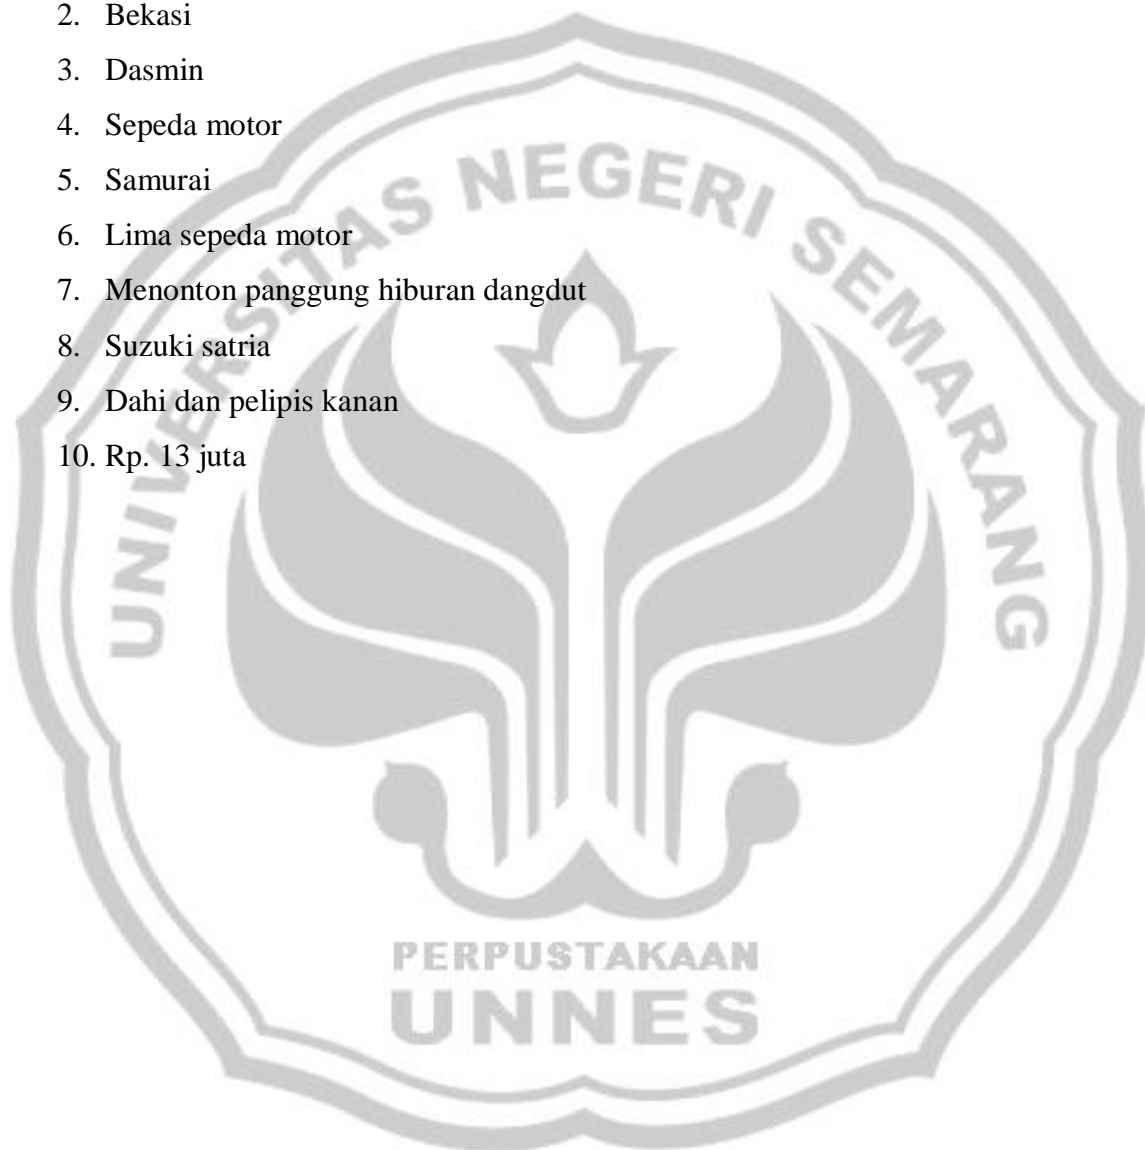 2. Bekasi
3. Dasmin
4. Sepeda motor
5. Samurai
6. Lima sepeda motor
7. Menonton panggung hiburan dangdut
8. Suzuki satria
9. Dahi dan pelipis kanan
10. Rp. 13 juta
UNIVERSITAS NEGERI SEMARANG
PERPUSTAKAAN
UNNES